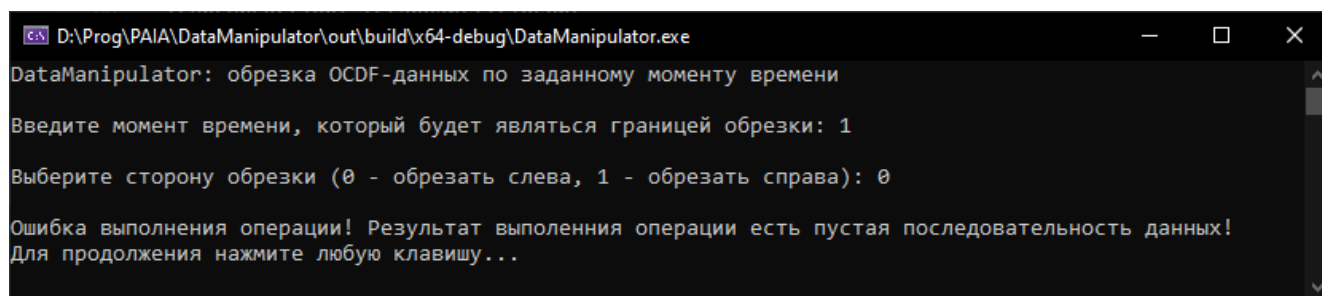 D:\Prog\PAIA\DataManipulator\out\build\x64-debug\DataManipulator.exe
DataManipulator: обрезка OCDF-данных по заданному моменту времени
Введите момент времени, который будет являться границей обрезки: 1
Выберите сторону обрезки (0 - обрезать слева, 1 - обрезать справа): 0
Ошибка выполнения операции! Результат выполенния операции есть пустая последовательность данных!
Для продолжения нажмите любую клавишу...